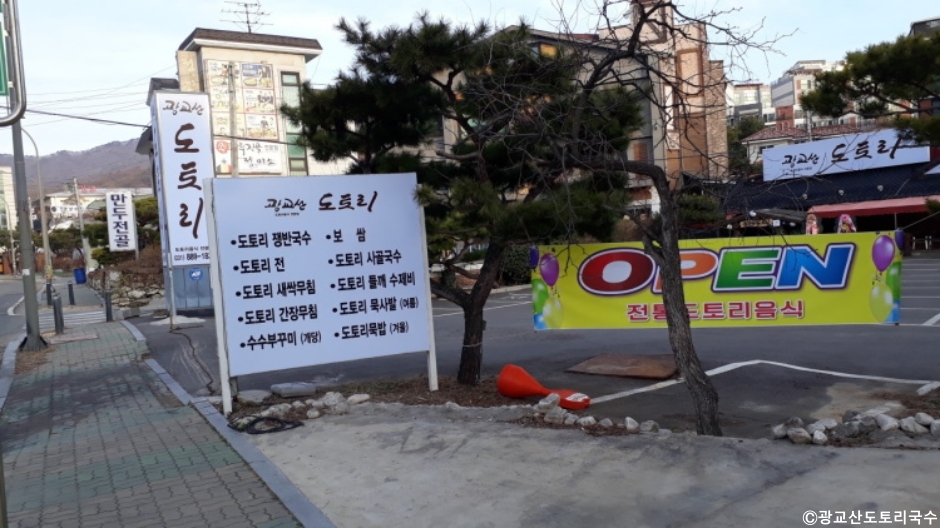 광교산
도토리
(031) 889-18
만두전골
광교산 도토리
•도토리 쟁반국수
•도토리 전
•도토리 새싹무침
•도토리 간장무침
•수수부꾸미 (개당)
•보 쌈
•도토리 사골국수
•도토리 들깨 수제비
•도토리 묵사발 (여름)
•도토리묵밥 (겨울)
광교산 도토리
OPEN
전통도토리음식
©광교산도토리국수